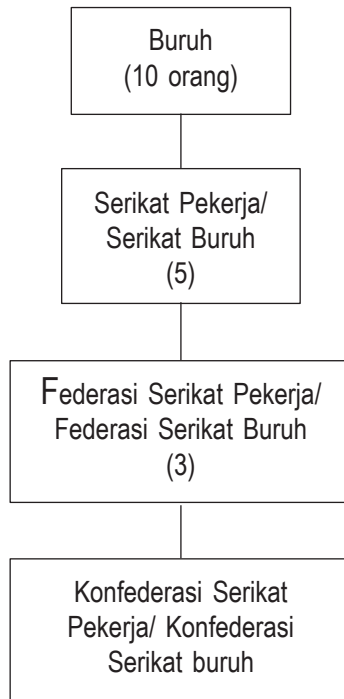 Buruh
(10 orang)
Serikat Pekerja/
Serikat Buruh
(5)
Federasi Serikat Pekerja/
Federasi Serikat Buruh
(3)
Konfederasi Serikat
Pekerja/ Konfederasi
Serikat buruh